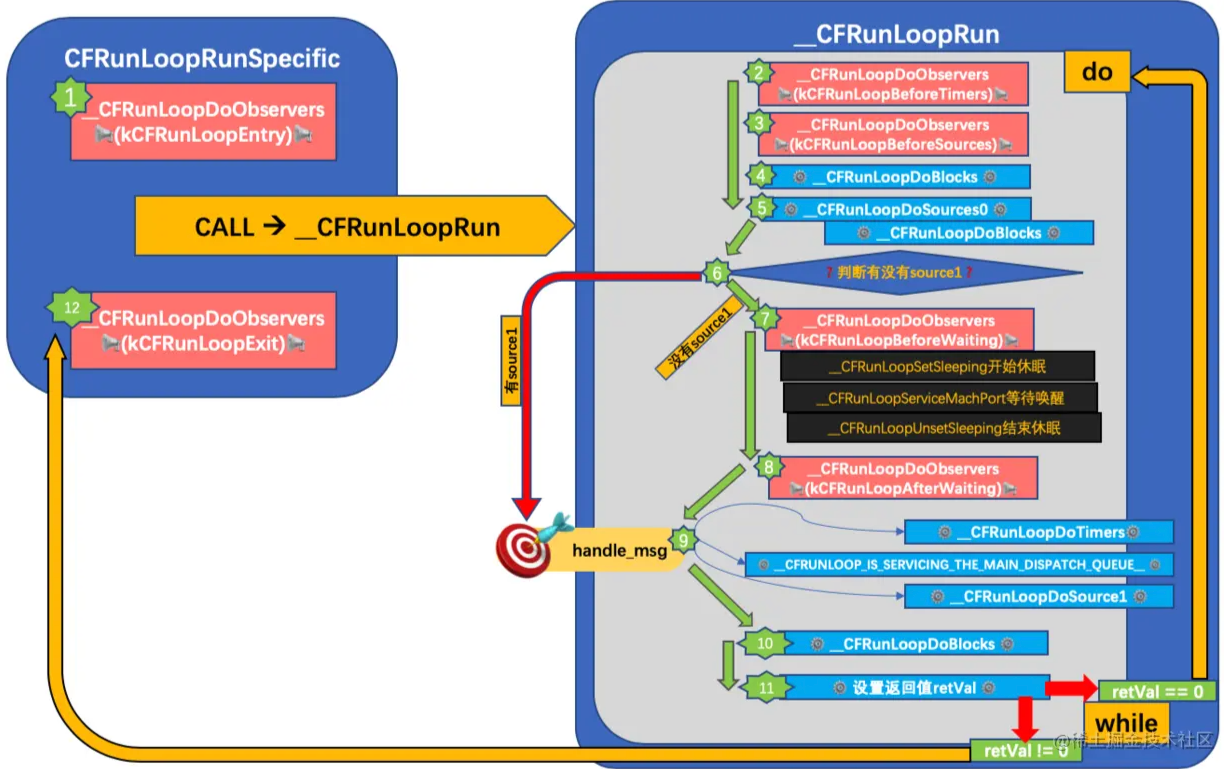 CFRunLoopRunSpecific
1
__CFRunLoopDoObservers
(kCFRunLoopEntry)
CALL → __CFRunLoopRun
12
__CFRunLoopDoObservers
(kCFRunLoopExit)
__CFRunLoopRun
do
2
__CFRunLoopDoObservers
(kCFRunLoopBeforeTimers)
3
__CFRunLoopDoObservers
(kCFRunLoopBeforeSources)
4
__CFRunLoopDoBlocks
5
__CFRunLoopDoSources0
__CFRunLoopDoBlocks
6
?判断有没有source1?
有source1
没有source1
7
__CFRunLoopDoObservers
(kCFRunLoopBeforeWaiting)
__CFRunLoopSetSleeping开始休眠
__CFRunLoopServiceMachPort等待唤醒
__CFRunLoopUnsetSleeping结束休眠
8
__CFRunLoopDoObservers
(kCFRunLoopAfterWaiting)
handle_msg
9
__CFRunLoopDoTimers
__CFRUNLOOP_IS_SERVICING_THE_MAIN_DISPATCH_QUEUE__
__CFRunLoopDoSource1
10
__CFRunLoopDoBlocks
11
设置返回值retVal
retVal == 0
while
retVal != 0
@稀土掘金技术社区